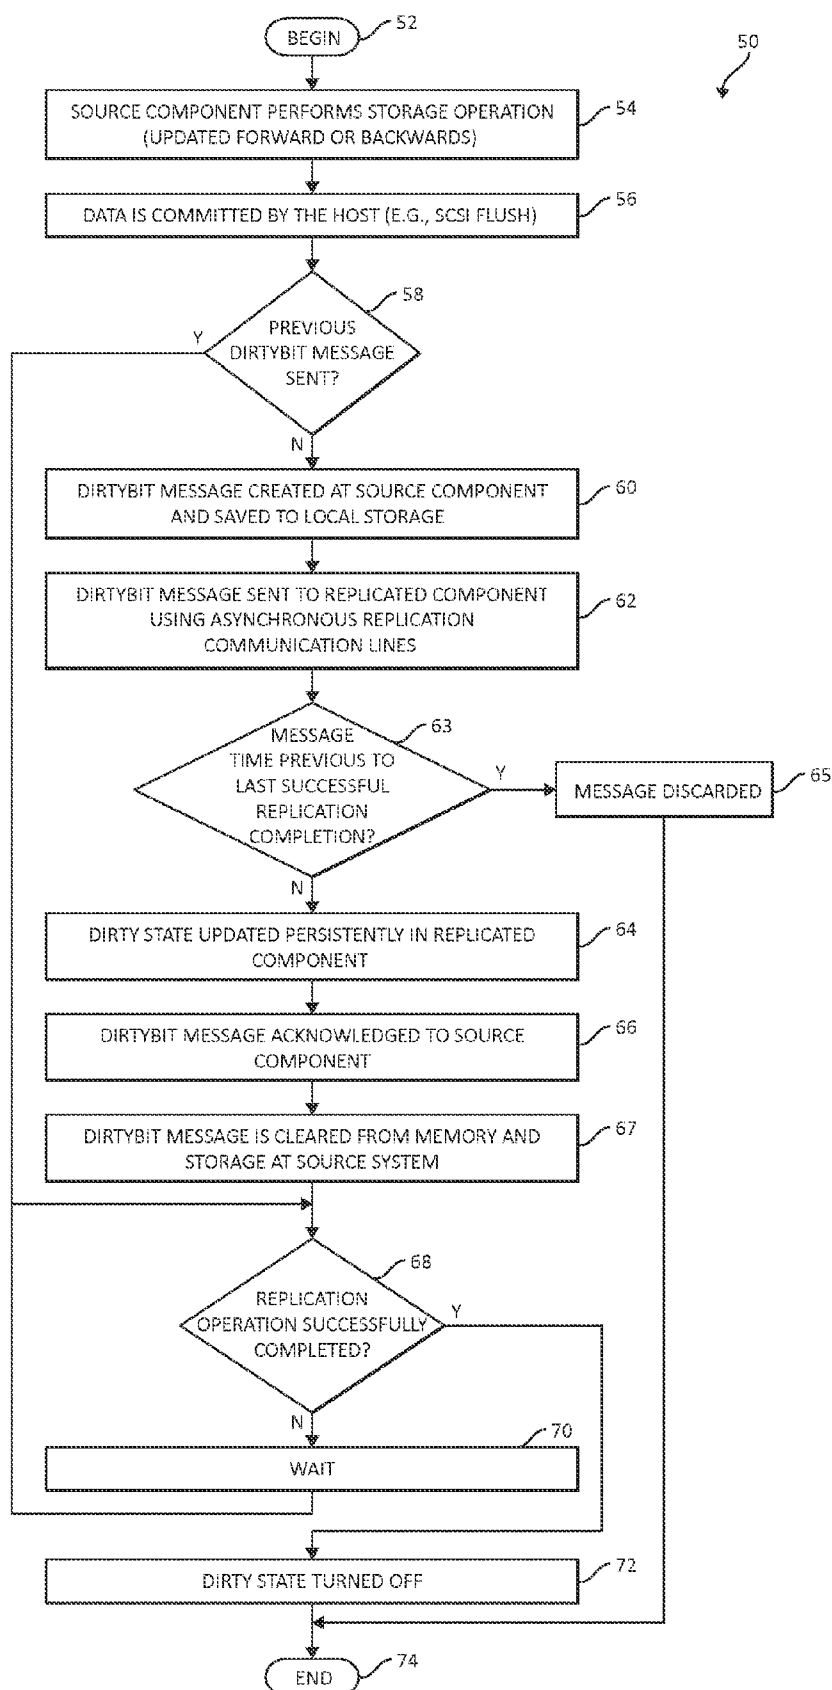 BEGIN
52
50
SOURCE COMPONENT PERFORMS STORAGE OPERATION
(UPDATED FORWARD OR BACKWARDS)
54
DATA IS COMMITTED BY THE HOST (E.G., SCSI FLUSH)
56
58
PREVIOUS
DIRTYBIT MESSAGE
SENT?
Y
N
DIRTYBIT MESSAGE CREATED AT SOURCE COMPONENT
AND SAVED TO LOCAL STORAGE
60
DIRTYBIT MESSAGE SENT TO REPLICATED COMPONENT
USING ASYNCHRONOUS REPLICATION
COMMUNICATION LINES
62
63
MESSAGE
TIME PREVIOUS TO
LAST SUCCESSFUL
REPLICATION
COMPLETION?
Y
N
MESSAGE DISCARDED
65
DIRTY STATE UPDATED PERSISTENTLY IN REPLICATED
COMPONENT
64
DIRTYBIT MESSAGE ACKNOWLEDGED TO SOURCE
COMPONENT
66
DIRTYBIT MESSAGE IS CLEARED FROM MEMORY AND
STORAGE AT SOURCE SYSTEM
67
68
REPLICATION
OPERATION SUCCESSFULLY
COMPLETED?
Y
N
70
WAIT
DIRTY STATE TURNED OFF
72
END
74